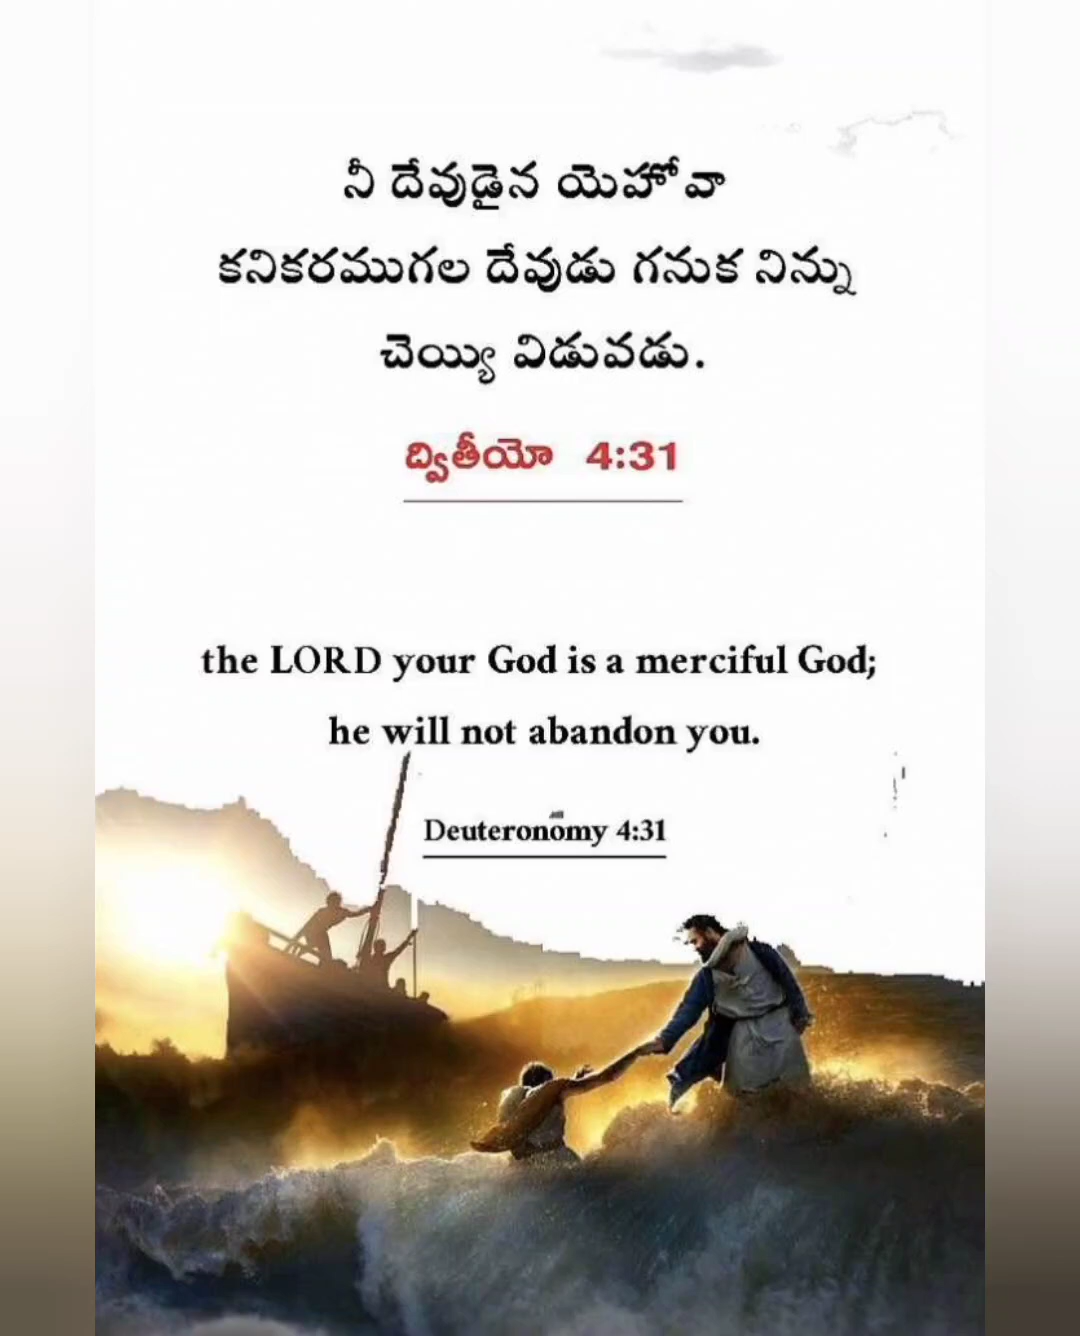 నీ దేవుడైన యెహోవా
కనికరముగల దేవుడు గనుక నిన్ను
చెయ్యి విడువడు.
ద్వితీయో 4:31
the LORD your God is a merciful God;
he will not abandon you.
Deuteronomy 4:31